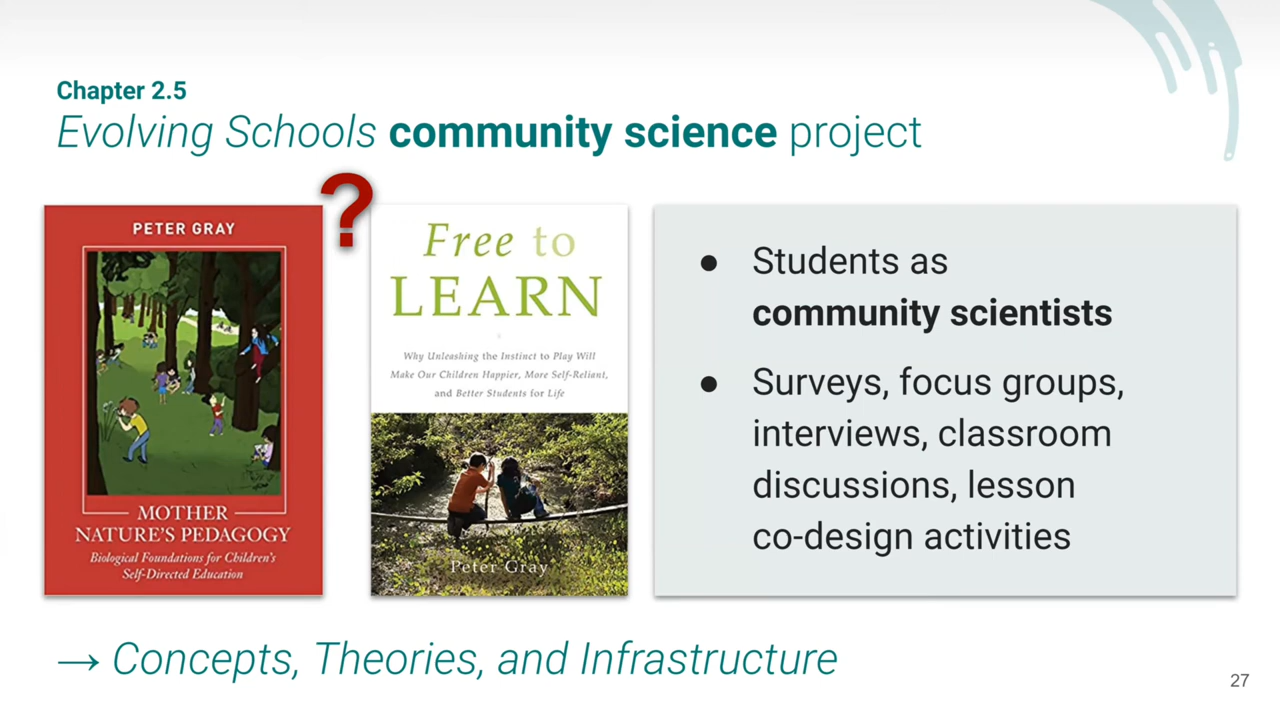 Chapter 2.5
Evolving Schools community science project
?
PETER GRAY
MOTHER
NATURE'S PEDAGOGY
Biological Foundations for Children's
Self-Directed Education
Free to
LEARN
Why Unleashing the Instinct to Play Will
Make Our Children Happier, More Self-Reliant,
and Better Students for Life
Peter Gray
● Students as
community scientists
● Surveys, focus groups,
interviews, classroom
discussions, lesson
co-design activities
→ Concepts, Theories, and Infrastructure
27